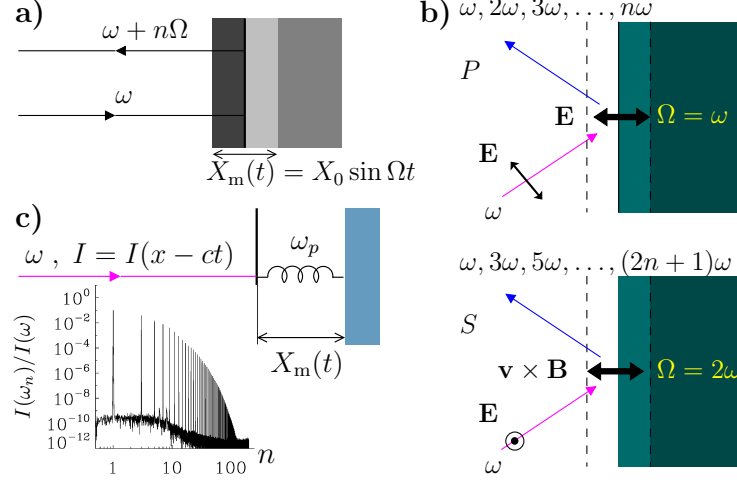 a)
ω + nΩ
ω
X_m(t) = X_0 sin Ωt
b)
ω, 2ω, 3ω, ..., nω
P
E
Ω = ω
E
ω
c)
ω , I = I(x − ct)
ω_p
X_m(t)
I(ω_n)/I(ω)
10^0
10^-2
10^-4
10^-6
10^-8
10^-10
10^-12
1 10 100 n
ω, 3ω, 5ω, ..., (2n + 1)ω
S
v × B
Ω = 2ω
E
ω